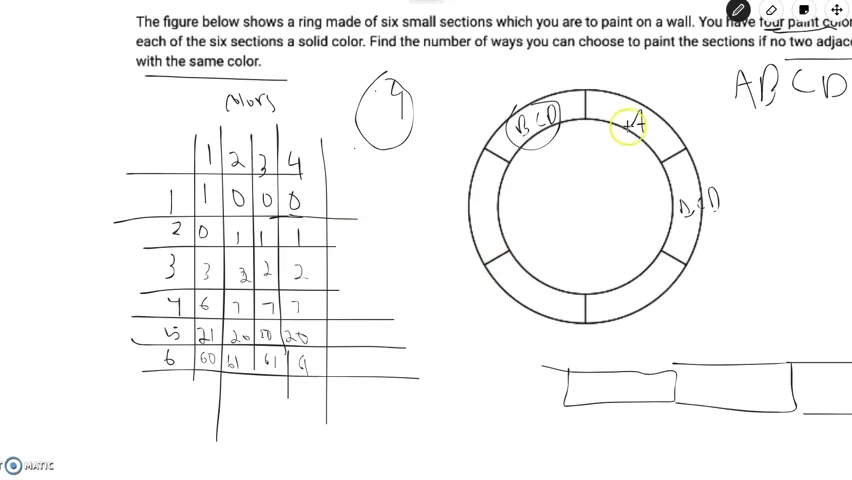 The figure below shows a ring made of six small sections which you are to paint on a wall. You have four paint color
each of the six sections a solid color. Find the number of ways you can choose to paint the sections if no two adjac
with the same color.
ABCD
colors
4
BCD
A
B, C, D
1 2 3 4
1 1 0 0 0
2 0 1 1 1
3 3 2 2 2
4 6 7 7 7
5 21 20 20 20
6 60 61 61 61
MATIC